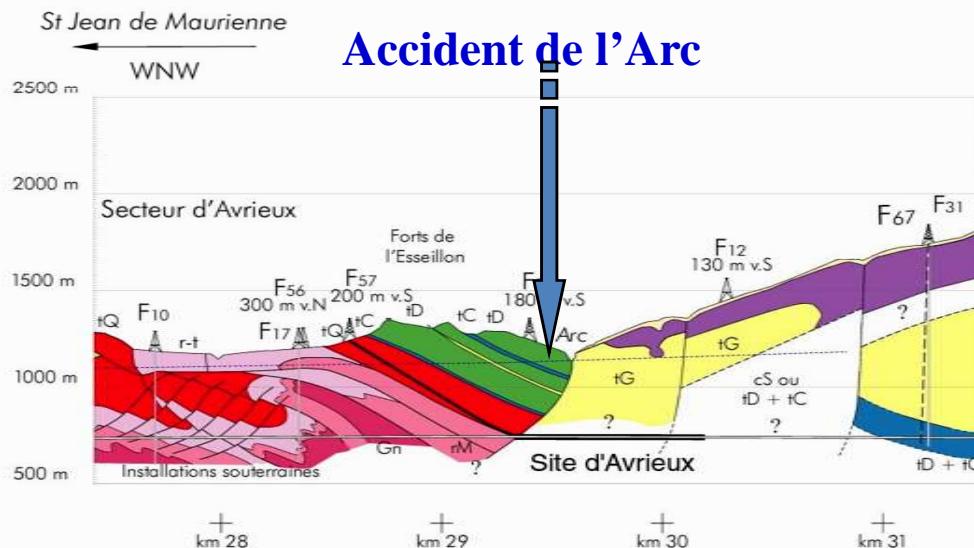 St Jean de Maurienne
WNW
Accident de l'Arc
2500 m
2000 m
Secteur d'Avrieux
F67 F31
Forts de
l'Esseillon
F12
130 m v.S
1500 m
F56
300 m v.N
F57
200 m v.S
180 v.S
F10
F17
tQ
r-t
tQ
tC
tD
tC
tD
Arc
tG
tG
?
1000 m
cS ou
tD + tC
?
?
Gn
rM
?
Installations souterraines
Site d'Avrieux
500 m
km 28
km 29
km 30
km 31